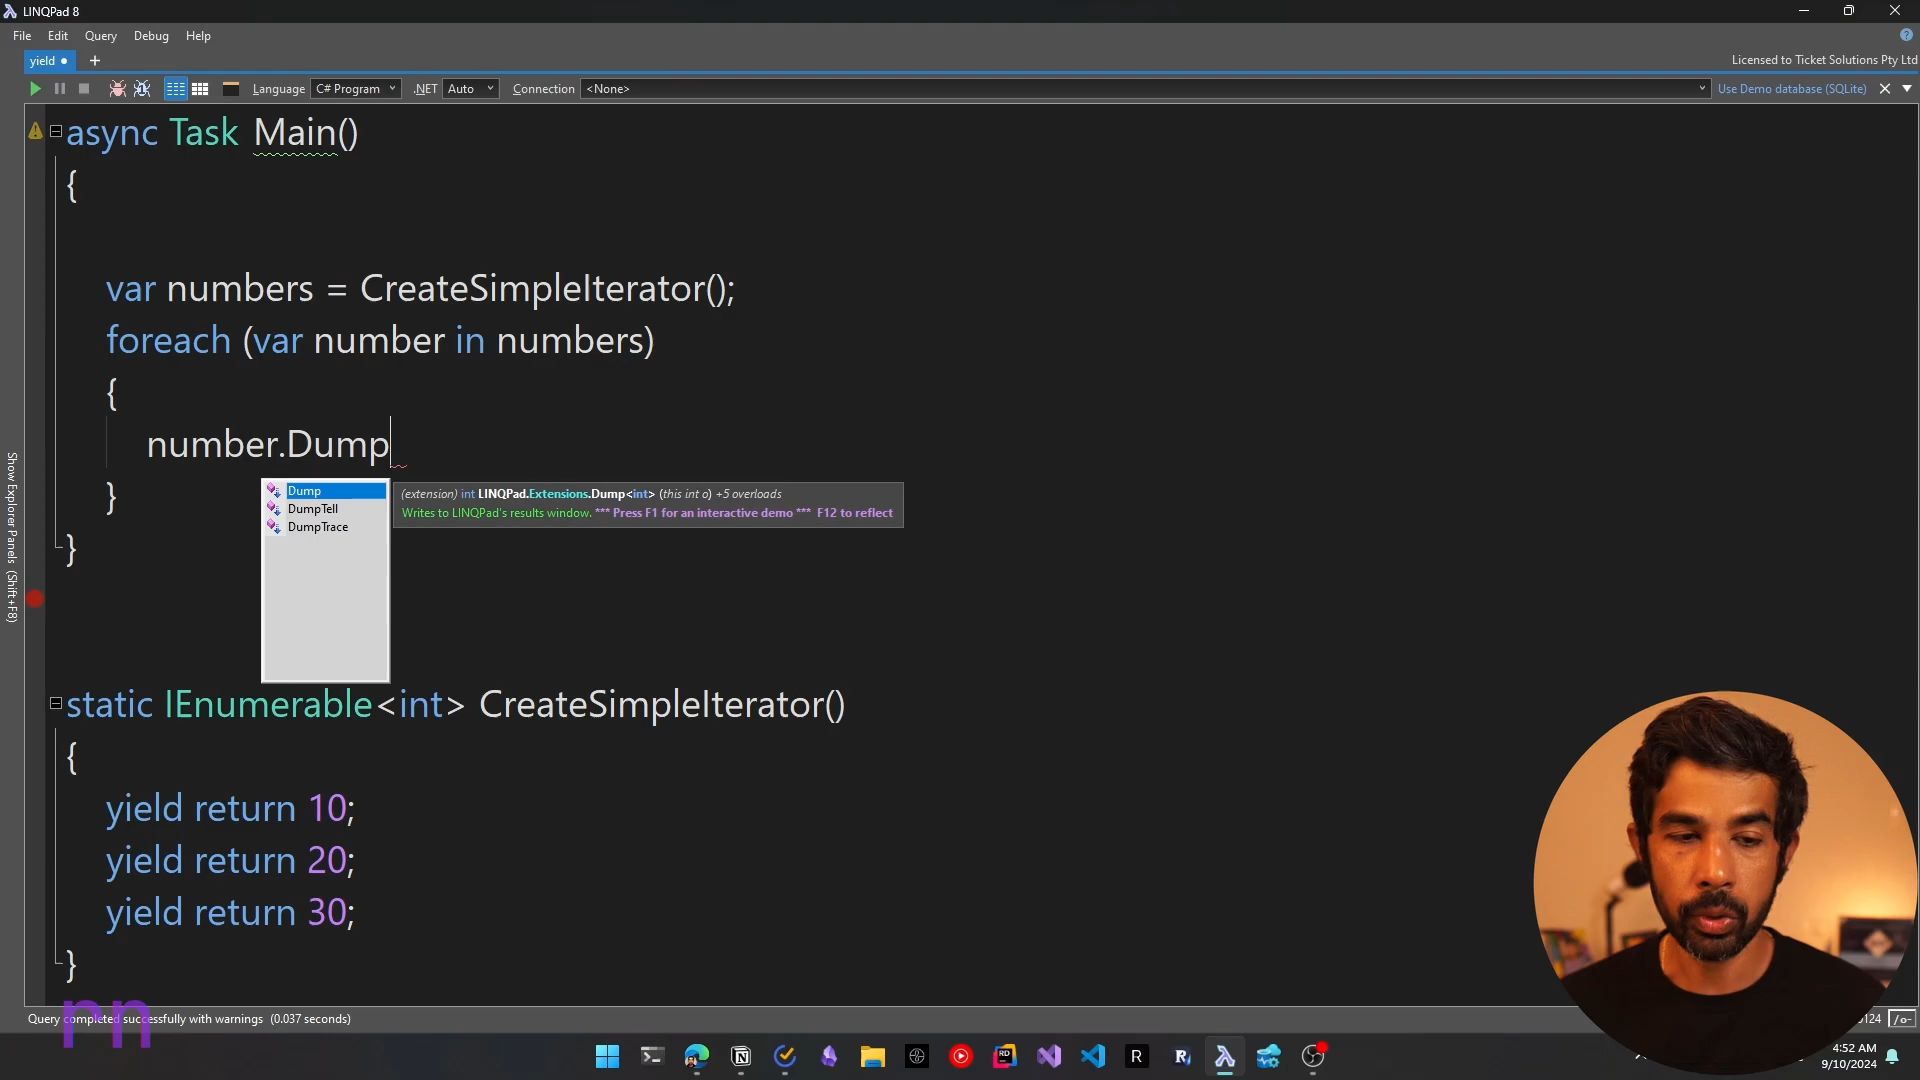 LINQPad 8
File Edit Query Debug Help
yield
Licensed to Ticket Solutions Pty Ltd
Language C# Program .NET Auto Connection <None> Use Demo database (SQLite)
async Task Main()
{
var numbers = CreateSimpleIterator();
foreach (var number in numbers)
{
number.Dump
Dump
(extension) int LINQPad.Extensions.Dump<int> (this int o) +5 overloads
DumpTell
Writes to LINQPad's results window. *** Press F1 for an interactive demo *** F12 to reflect
DumpTrace
}
}
Show Explorer Panels (Shift+F8)
static IEnumerable<int> CreateSimpleIterator()
{
yield return 10;
yield return 20;
yield return 30;
}
rn
Query completed successfully with warnings (0.037 seconds)
/o-
4:52 AM
9/10/2024